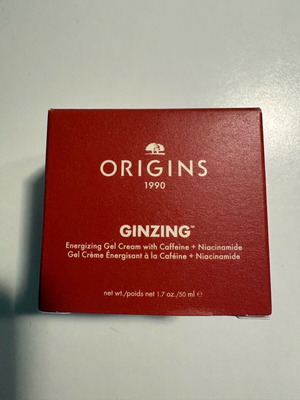 ORIGINS
1990
GINZING™
Energizing Gel Cream with Caffeine + Niacinamide
Gel Crème Énergisant à la Caféine + Niacinamide
net wt./poids net 1.7 oz./50 ml ℮